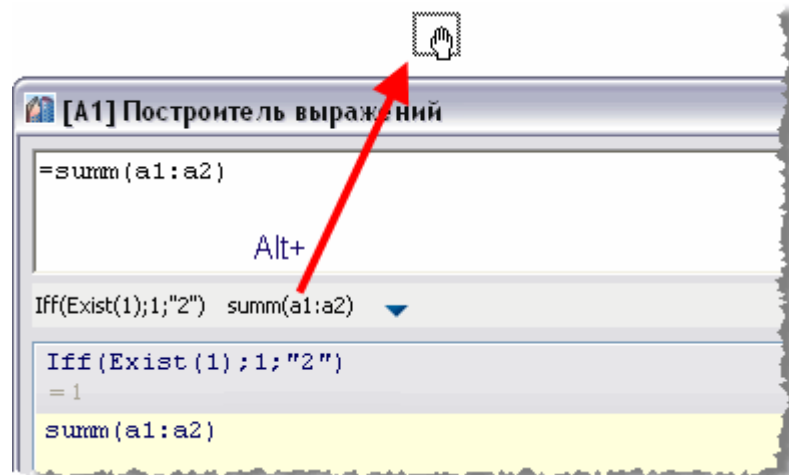 [A1] Построитель выражений
=summ(a1:a2)
Alt+
Iff(Exist(1);1;"2") summ(a1:a2)
Iff(Exist(1);1;"2")
= 1
summ(a1:a2)